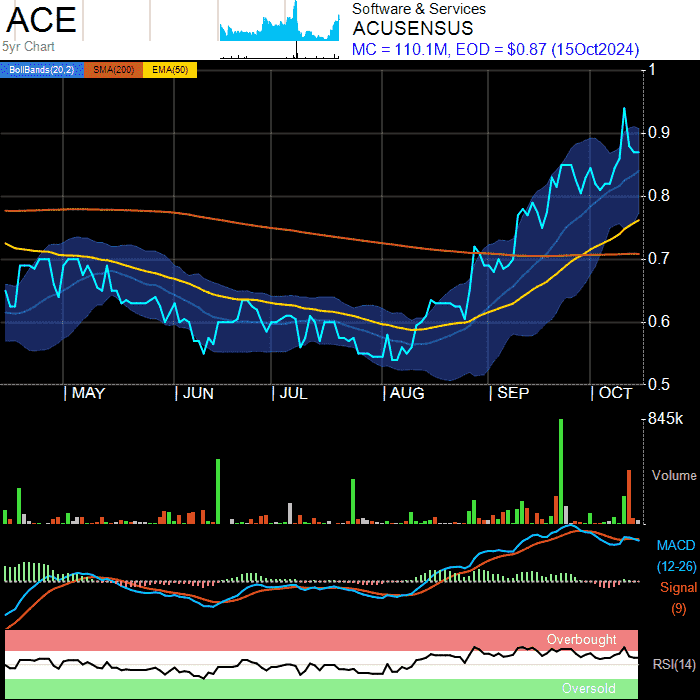 ACE
5yr Chart
Software & Services
ACUSENSUS
MC = 110.1M, EOD = $0.87 (15Oct2024)
BollBands(20,2) SMA(200) EMA(50)
1
0.9
0.8
0.7
0.6
0.5
| MAY | JUN | JUL | AUG | SEP | OCT
845k
Volume
MACD
(12-26)
Signal
(9)
Overbought
RSI(14)
Oversold